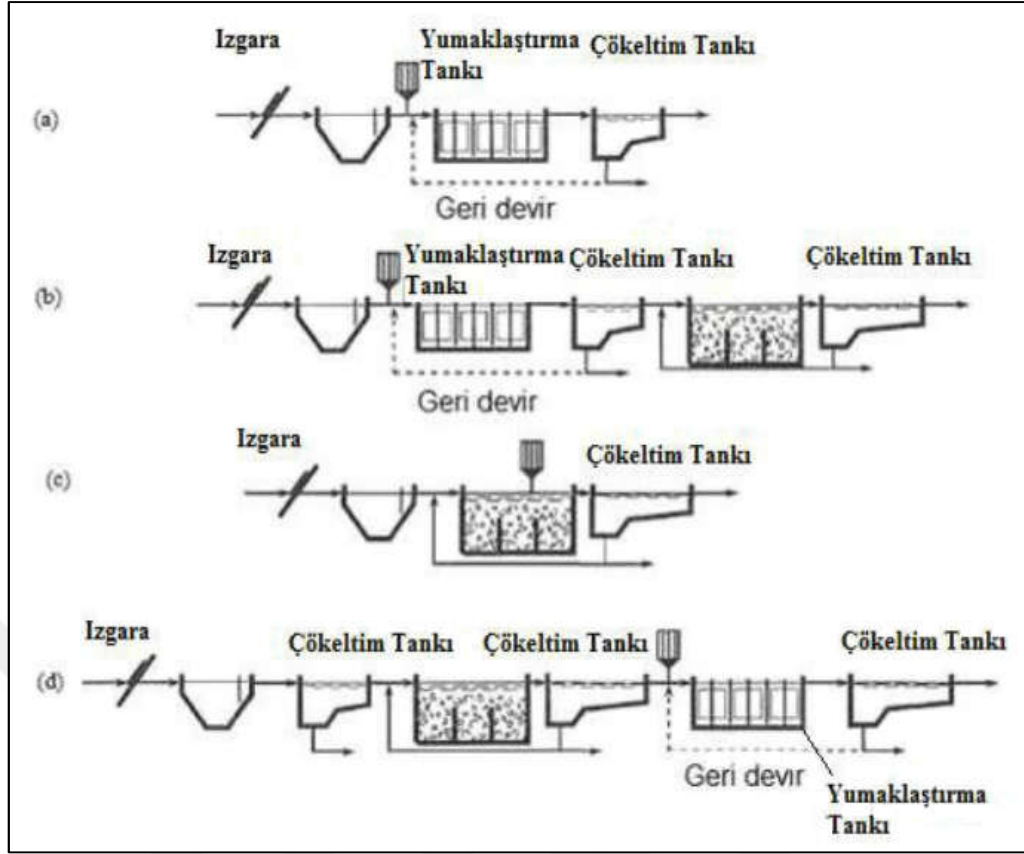 Izgara
Yumaklaştırma
Tankı
Çökeltim Tankı
(a)
Geri devir
Izgara
Yumaklaştırma
Tankı
Çökeltim Tankı
Çökeltim Tankı
(b)
Geri devir
Izgara
Çökeltim Tankı
(c)
Izgara
Çökeltim Tankı
Çökeltim Tankı
Çökeltim Tankı
(d)
Geri devir
Yumaklaştırma
Tankı